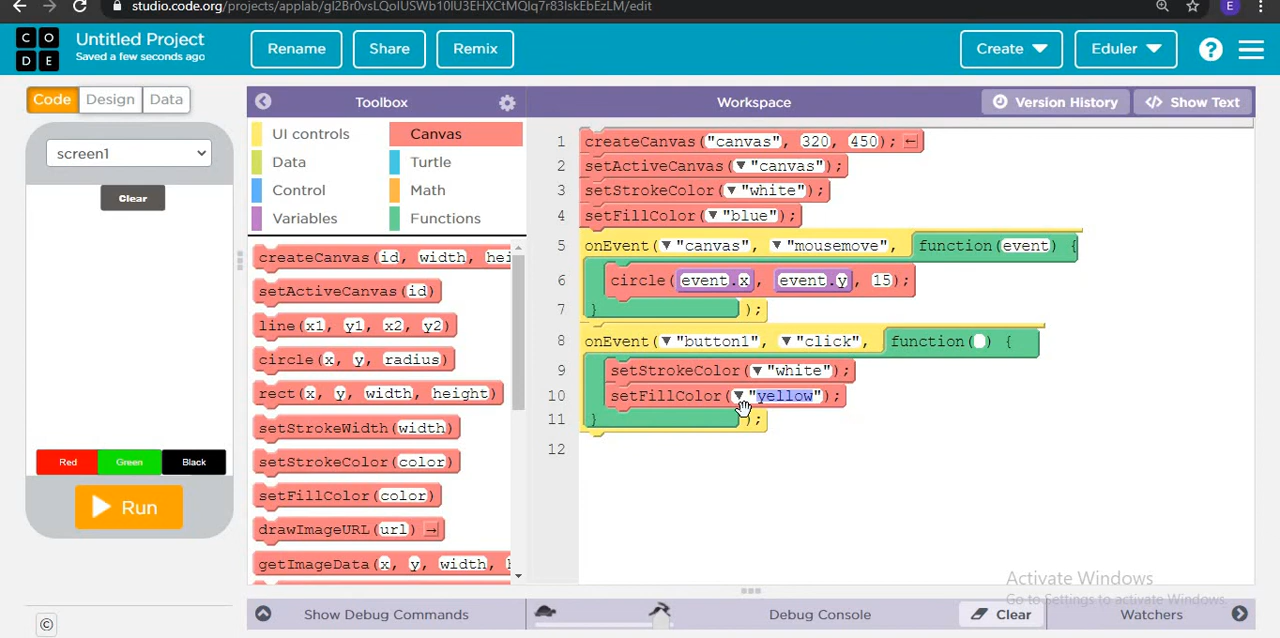 studio.code.org/projects/applab/gl2Br0vsLQoIUSWb10IU3EHXCtMQlq7r83lskEbEzLM/edit
E
C O
D E
Untitled Project
Saved a few seconds ago
Rename
Share
Remix
Create
Eduler
?
Code
Design
Data
Toolbox
Workspace
Version History
</> Show Text
screen1
Clear
Red
Green
Black
Run
©
UI controls
Canvas
Data
Turtle
Control
Math
Variables
Functions
createCanvas(id, width, hei
setActiveCanvas(id)
line(x1, y1, x2, y2)
circle(x, y, radius)
rect(x, y, width, height)
setStrokeWidth(width)
setStrokeColor(color)
setFillColor(color)
drawImageURL(url)
getImageData(x, y, width,
1 createCanvas("canvas", 320, 450);
2 setActiveCanvas("canvas");
3 setStrokeColor("white");
4 setFillColor("blue");
5 onEvent("canvas", "mousemove", function(event) {
6 circle(event.x, event.y, 15);
7 });
8 onEvent("button1", "click", function() {
9 setStrokeColor("white");
10 setFillColor("yellow");
11 });
12
Activate Windows
Go to Settings to activate Windows.
Show Debug Commands
Debug Console
Clear
Watchers